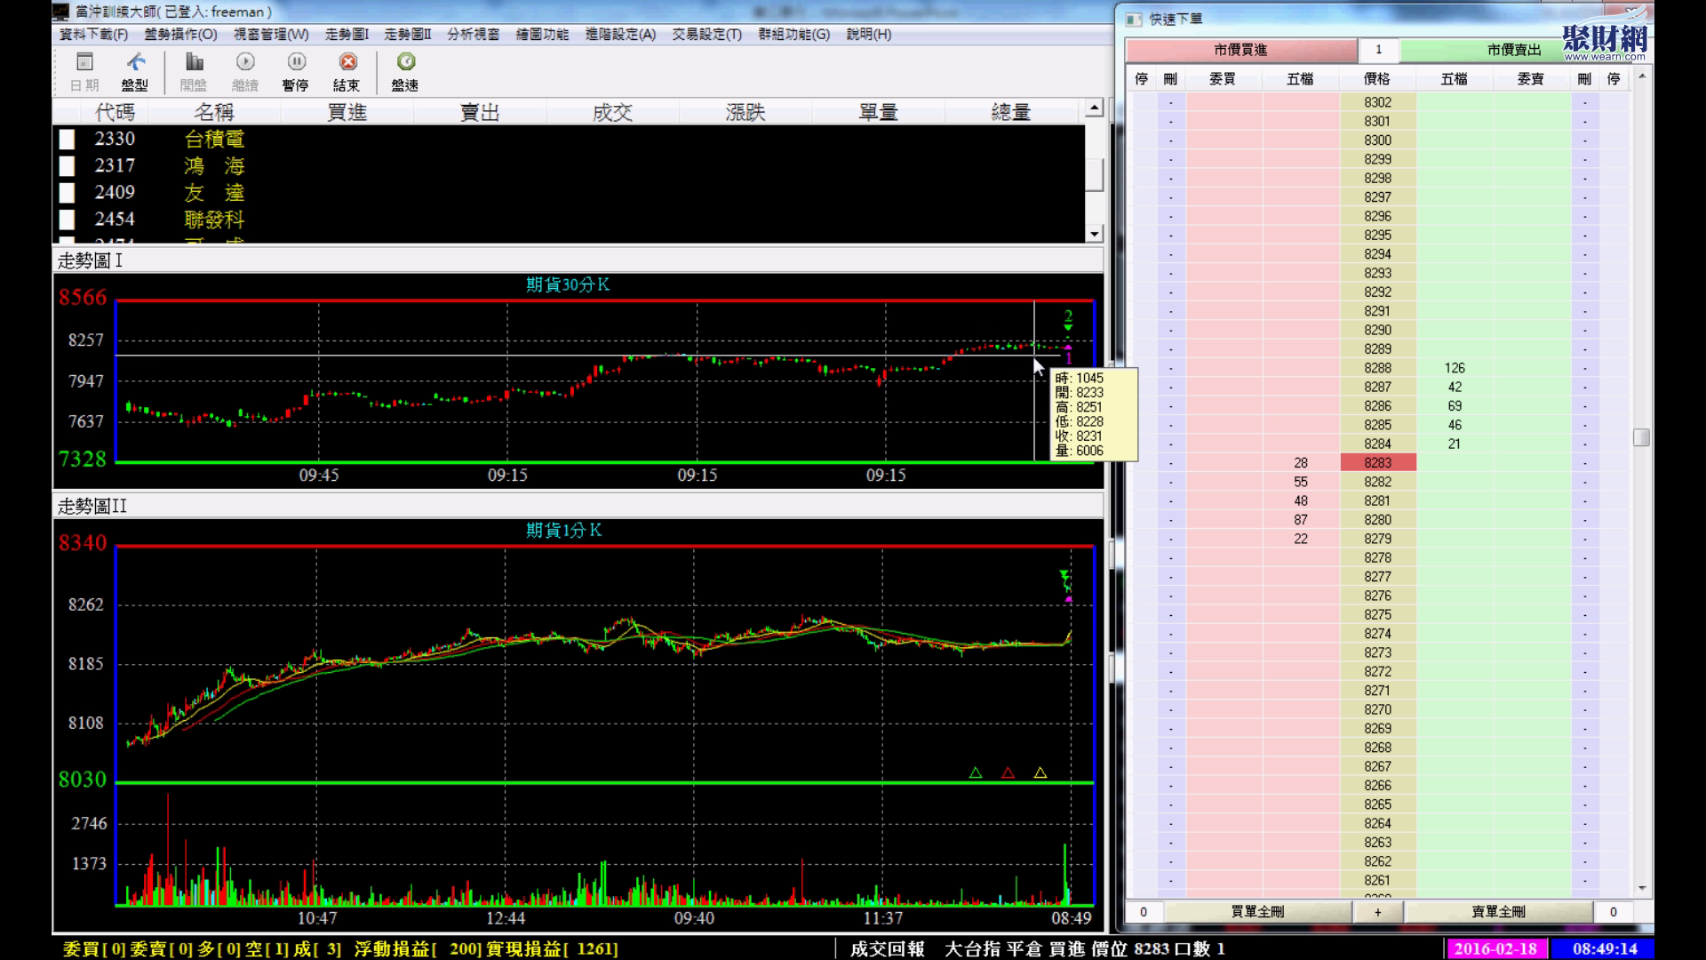 當沖訓練大師( 已登入: freeman )
資料下載(F) 盤勢操作(O) 視窗管理(W) 走勢圖I 走勢圖II 分析視窗 繪圖功能 進階設定(A) 交易設定(T) 群組功能(G) 說明(H)
日期 盤型 開盤 繼續 暫停 結束 盤速
代碼 名稱 買進 賣出 成交 漲跌 單量 總量
2330 台積電
2317 鴻 海
2409 友 達
2454 聯發科
走勢圖 I
期貨30分K
8566
8257
7947
7637
7328
2
1
時: 1045
開: 8233
高: 8251
低: 8228
收: 8231
量: 6006
09:45 09:15 09:15 09:15
走勢圖II
期貨1分K
8340
8262
8185
8108
8030
2746
1373
10:47 12:44 09:40 11:37 08:49
快速下單
聚財網
www.wearn.com
市價買進 1 市價賣出
停 刪 委買 五檔 價格 五檔 委賣 刪 停
8302
8301
8300
8299
8298
8297
8296
8295
8294
8293
8292
8291
8290
8289
8288 126
8287 42
8286 69
8285 46
8284 21
28 8283
55 8282
48 8281
87 8280
22 8279
8278
8277
8276
8275
8274
8273
8272
8271
8270
8269
8268
8267
8266
8265
8264
8263
8262
8261
0 買單全刪 + 賣單全刪 0
委買[ 0] 委賣[ 0] 多[ 0] 空[ 1] 成[ 3] 浮動損益[ 200] 實現損益[ 1261]
成交回報 大台指 平倉 買進 價位 8283 口數 1
2016-02-18 08:49:14